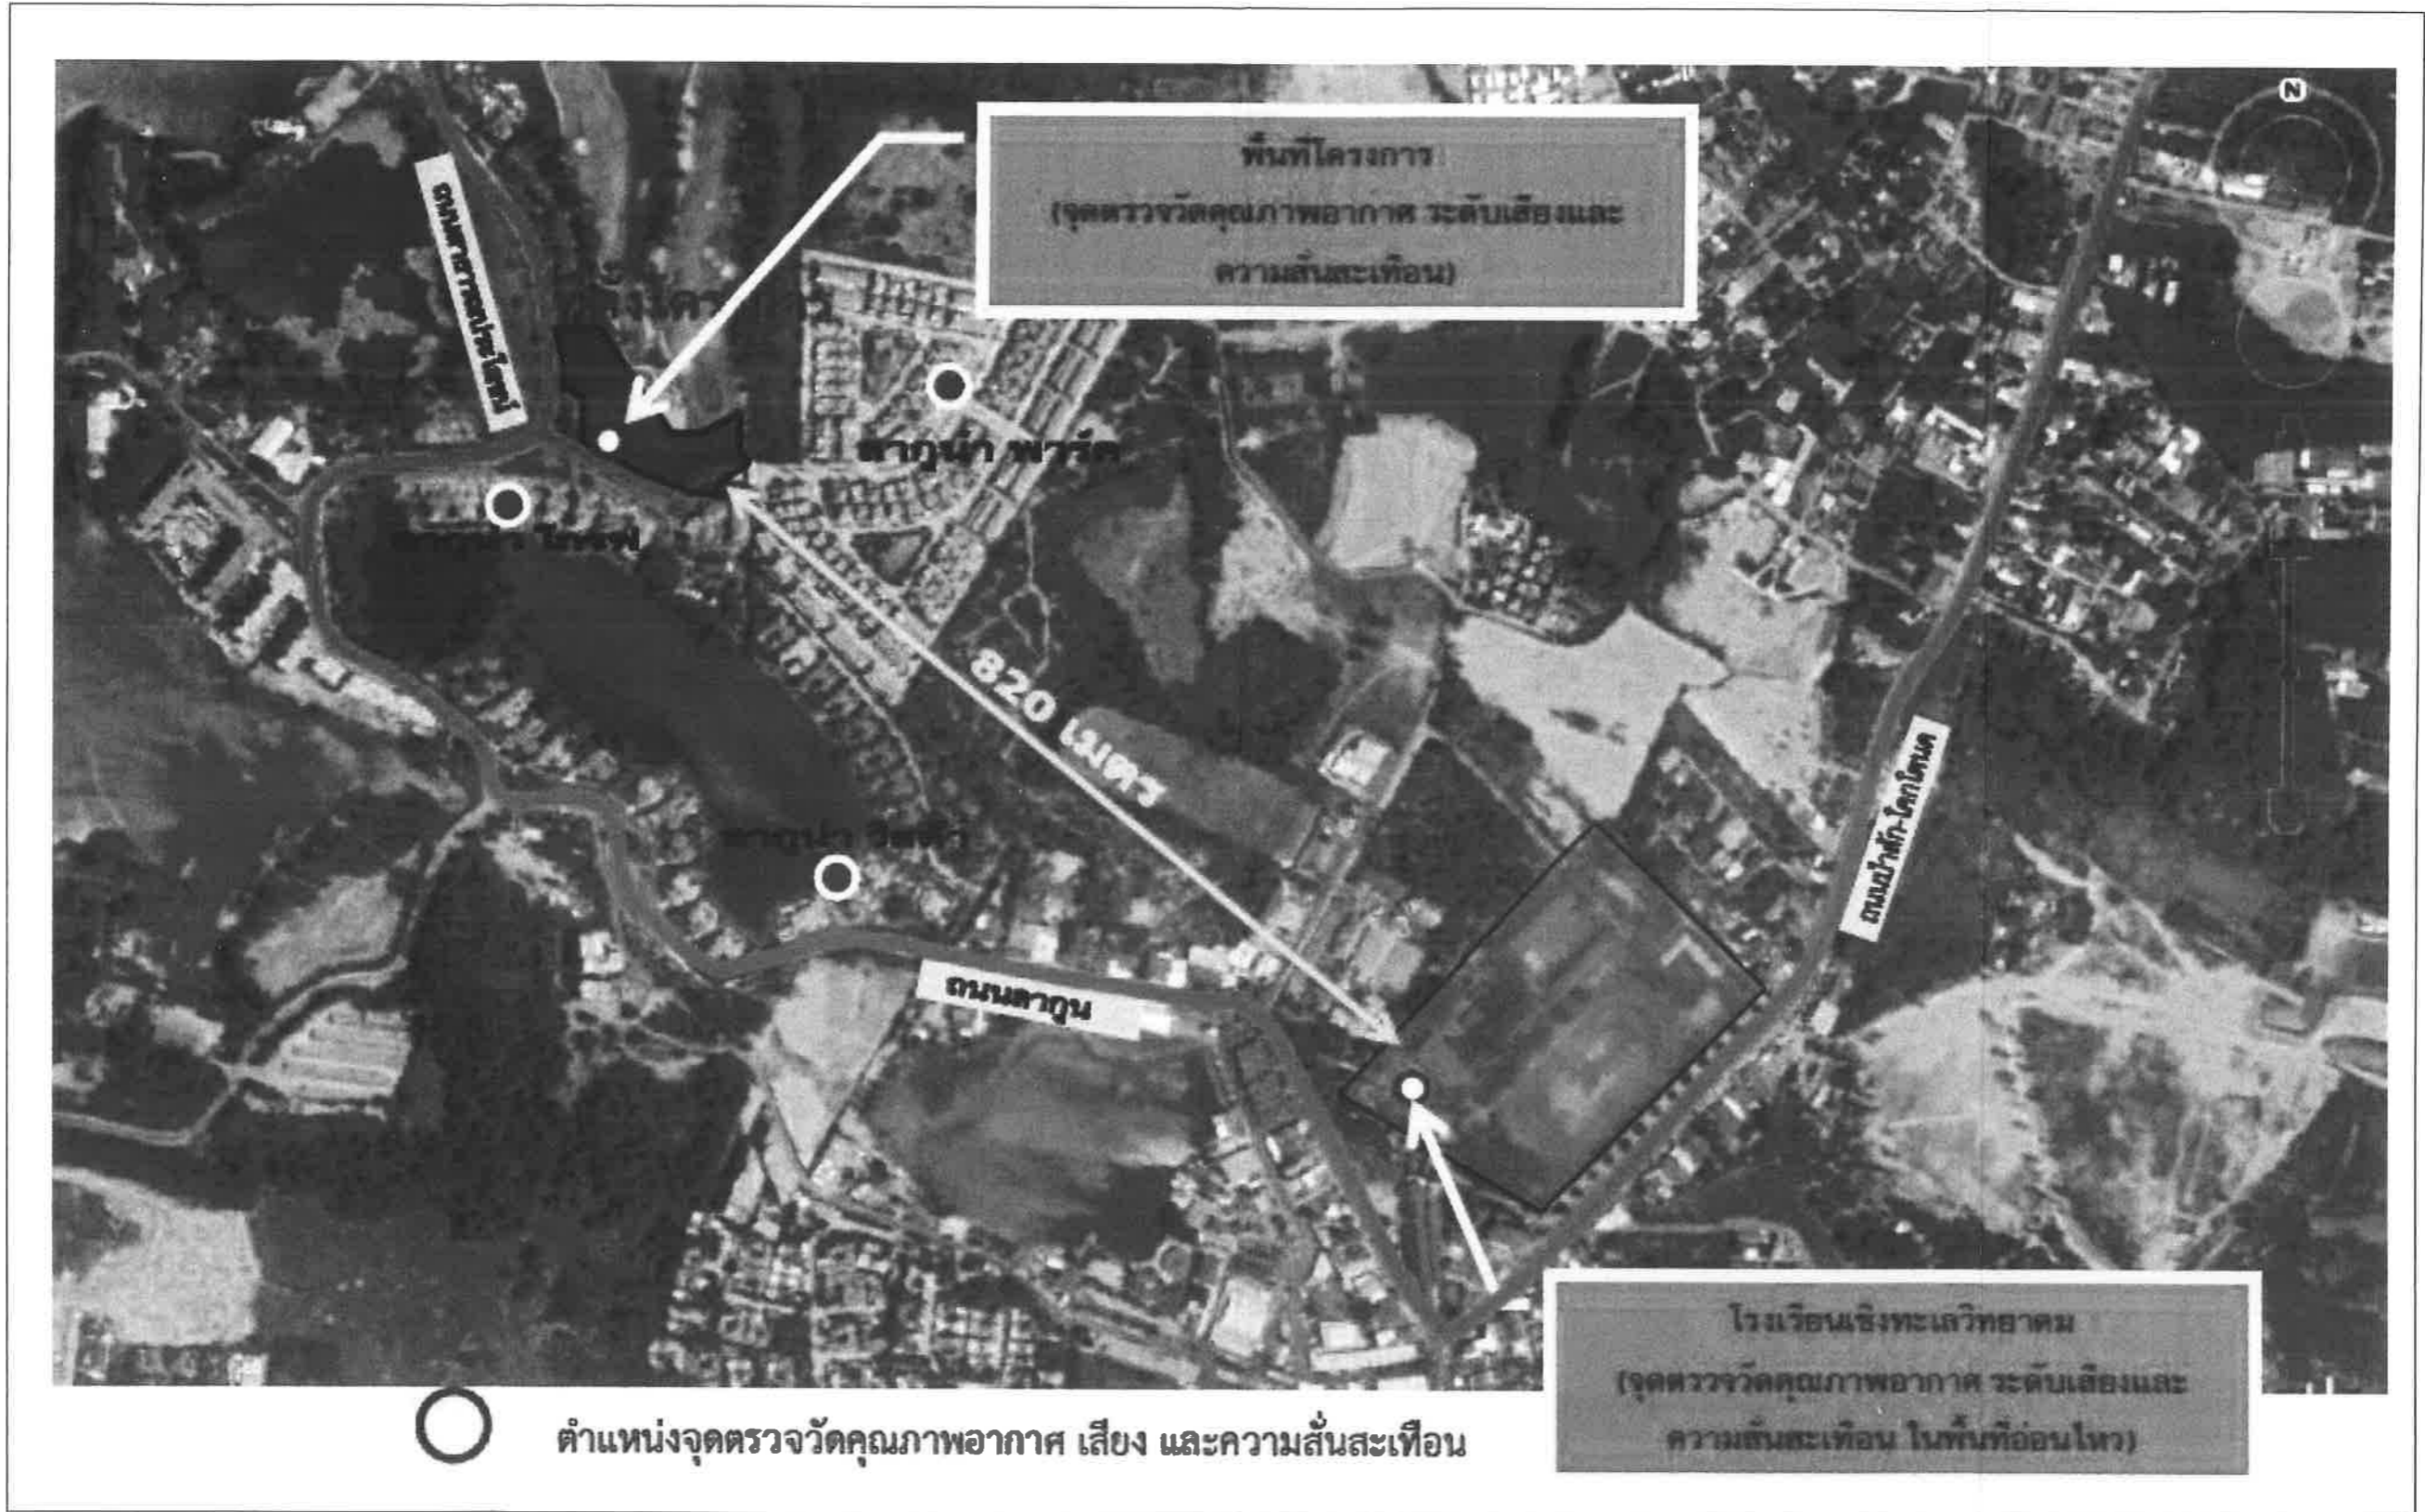 N
พื้นที่โครงการ
(จุดตรวจวัดคุณภาพอากาศ ระดับเสียงและ
ความสั่นสะเทือน)
ลากูน่า พาร์ค
820 เมตร
ถนนป่าสัก-โคกโตนด
ถนนลากูน
โรงเรียนเชิงทะเลวิทยาคม
(จุดตรวจวัดคุณภาพอากาศ ระดับเสียงและ
ความสั่นสะเทือน ในพื้นที่อ่อนไหว)
ตำแหน่งจุดตรวจวัดคุณภาพอากาศ เสียง และความสั่นสะเทือน